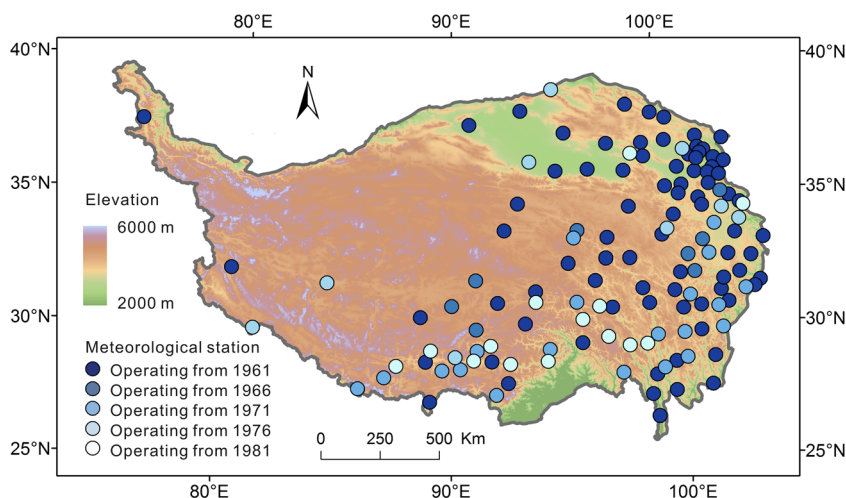 80°E 90°E 100°E
40°N 40°N
N
35°N 35°N
Elevation
6000 m
2000 m
30°N 30°N
Meteorological station
Operating from 1961
Operating from 1966
Operating from 1971
Operating from 1976
Operating from 1981
0 250 500 Km
25°N 25°N
80°E 90°E 100°E